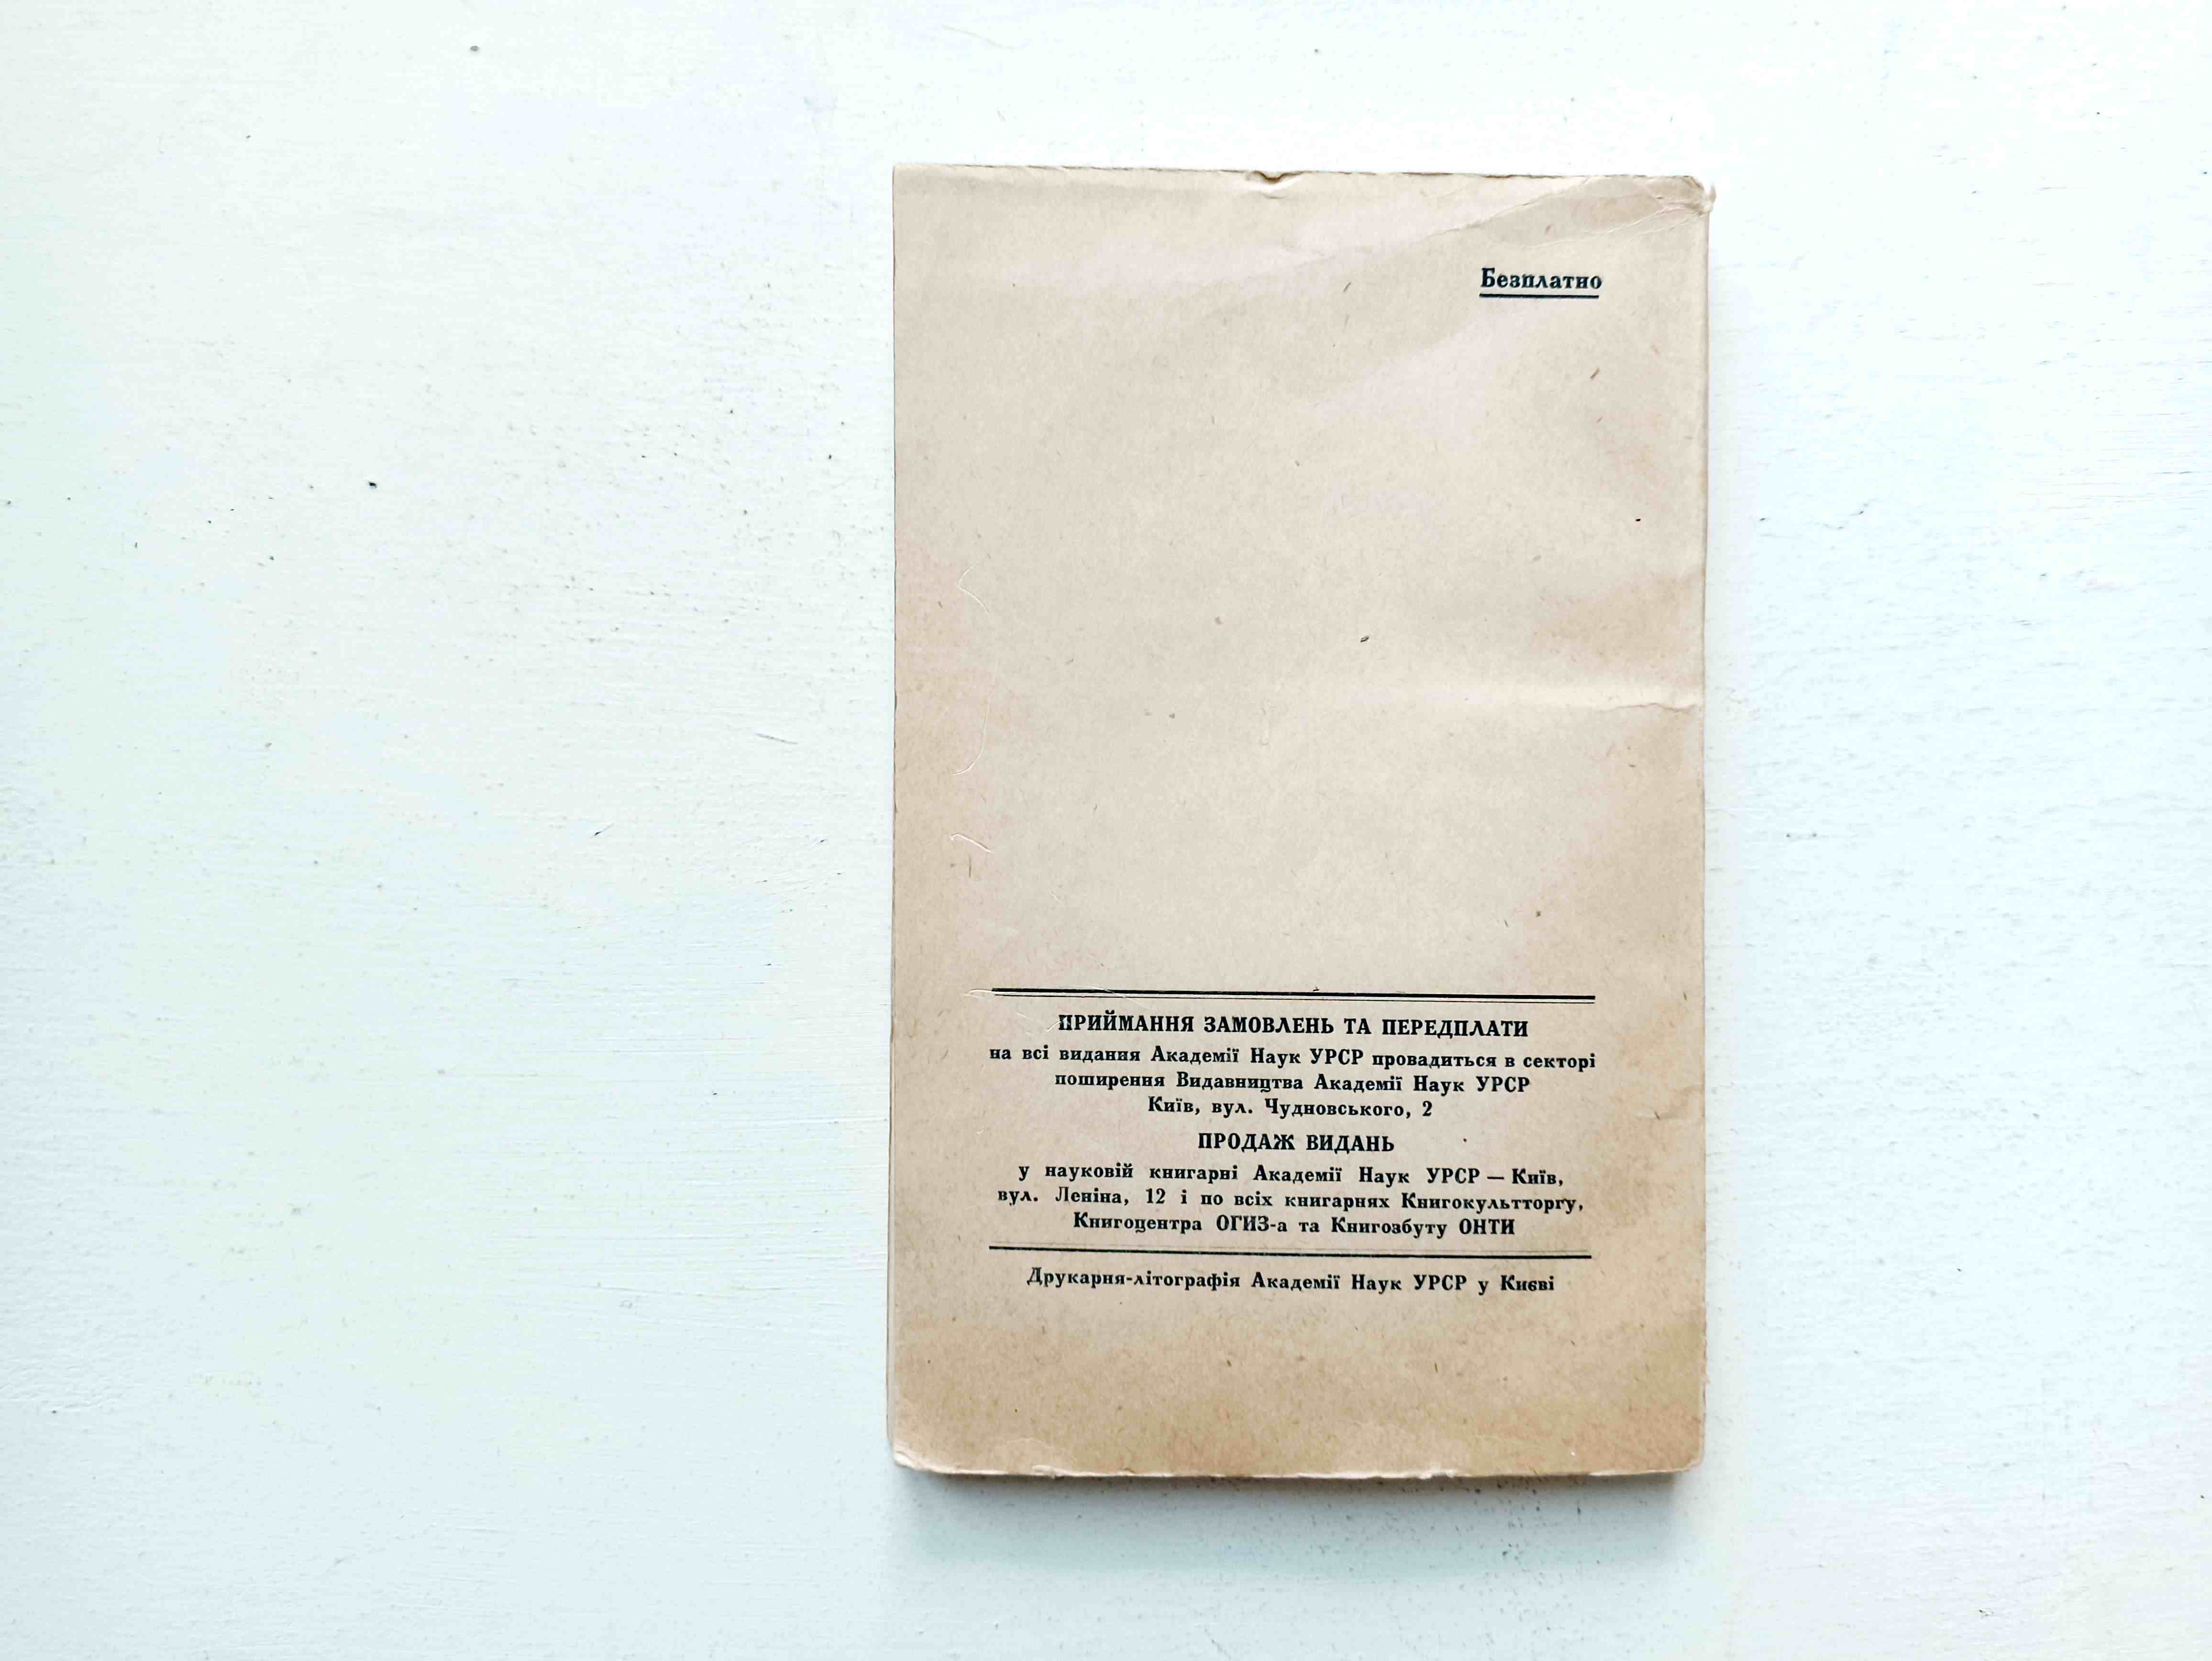 Безплатно
ПРИЙМАННЯ ЗАМОВЛЕНЬ ТА ПЕРЕДПЛАТИ
на всі видання Академії Наук УРСР провадиться в секторі
поширення Видавництва Академії Наук УРСР
Київ, вул. Чудновського, 2
ПРОДАЖ ВИДАНЬ
у науковій книгарні Академії Наук УРСР — Київ,
вул. Леніна, 12 і по всіх книгарнях Книгокультторгу,
Книгоцентра ОГИЗ-а та Книгозбуту ОНТИ
Друкарня-літографія Академії Наук УРСР у Києві